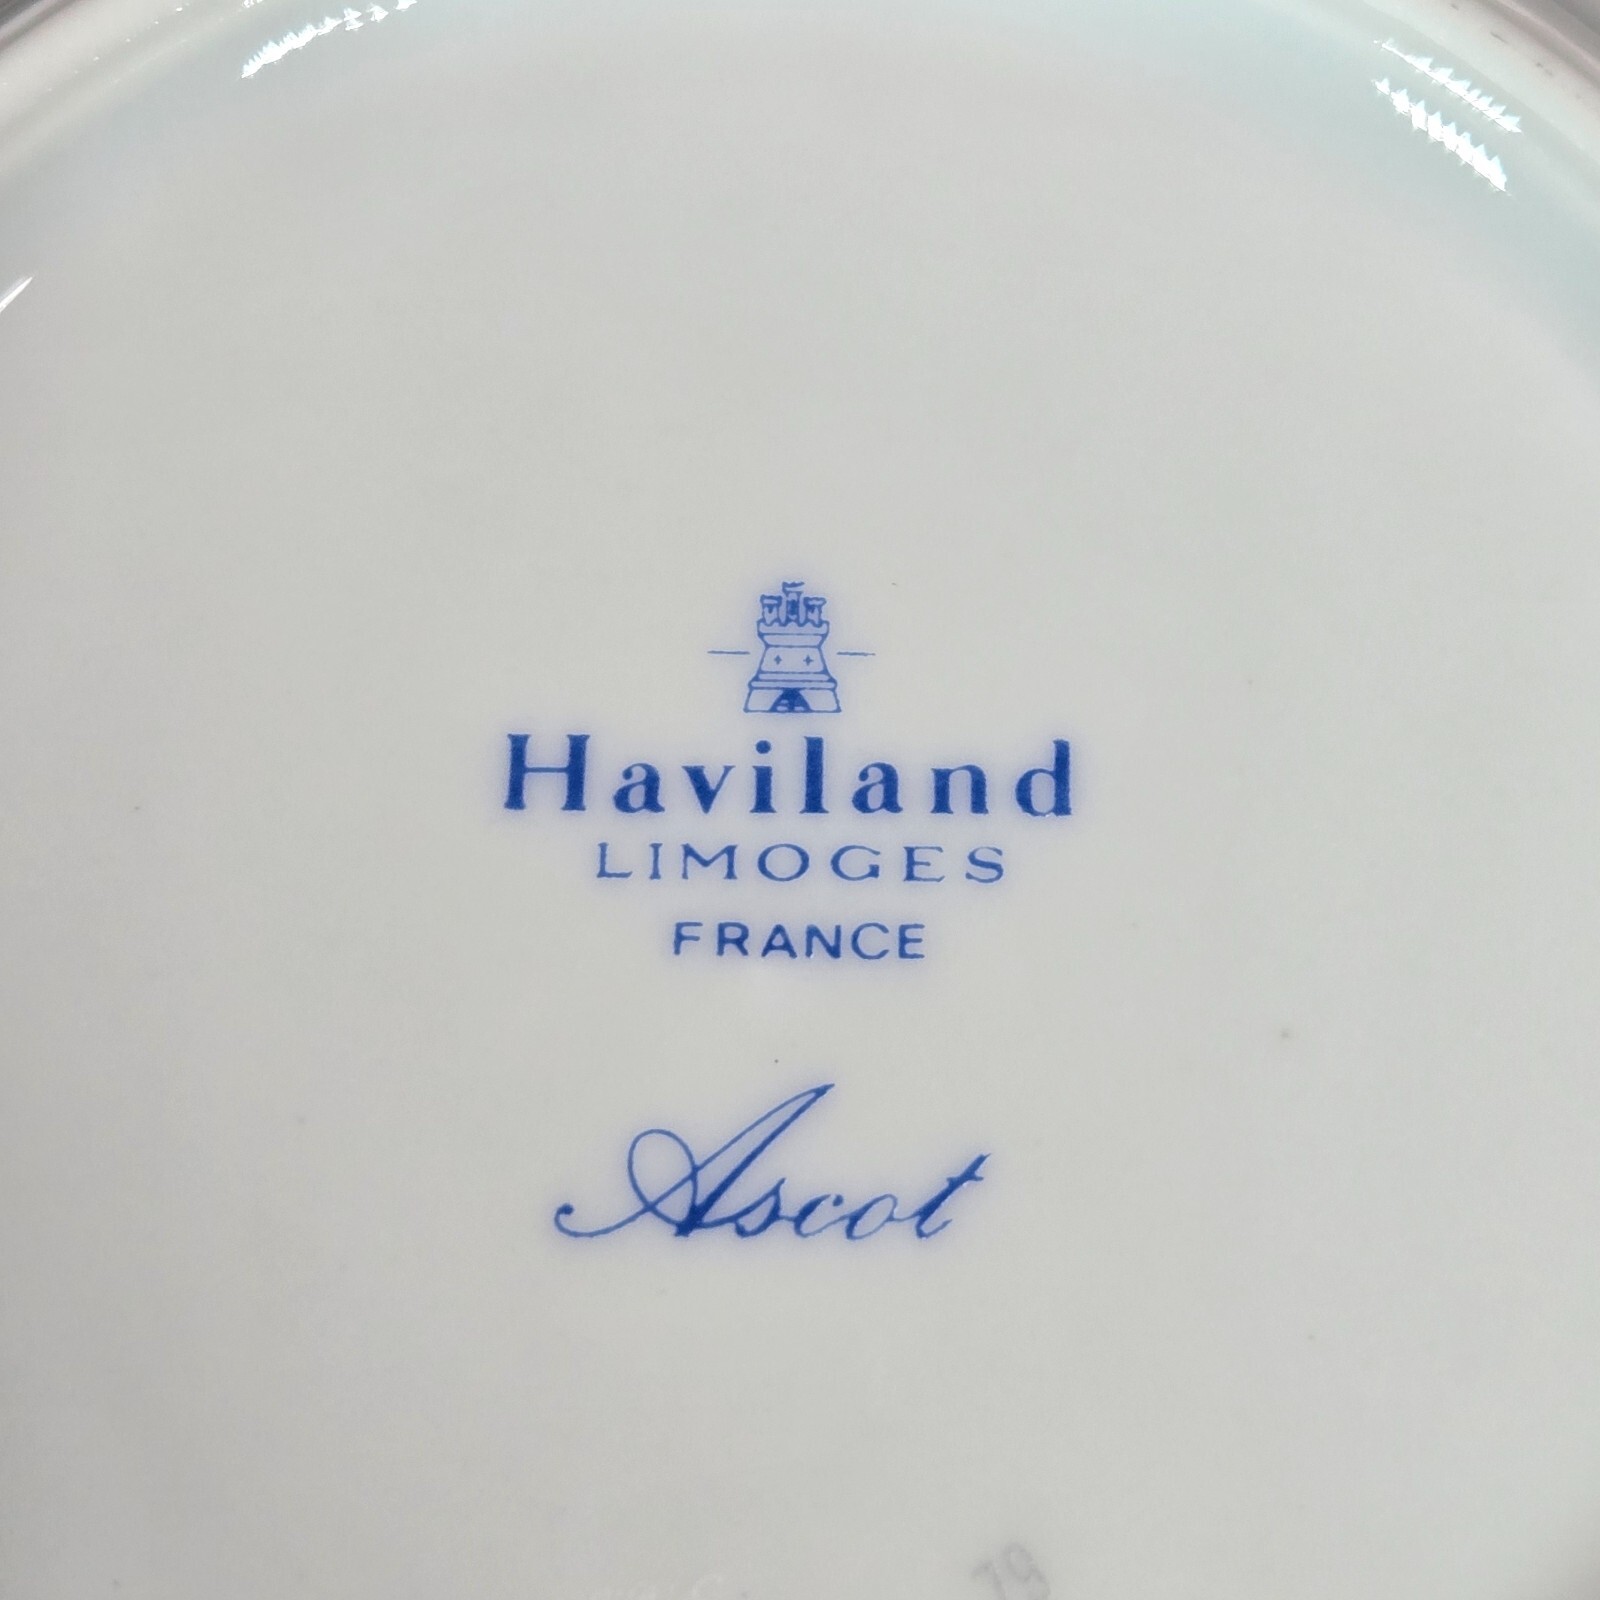 Haviland
LIMOGES
FRANCE
Ascot